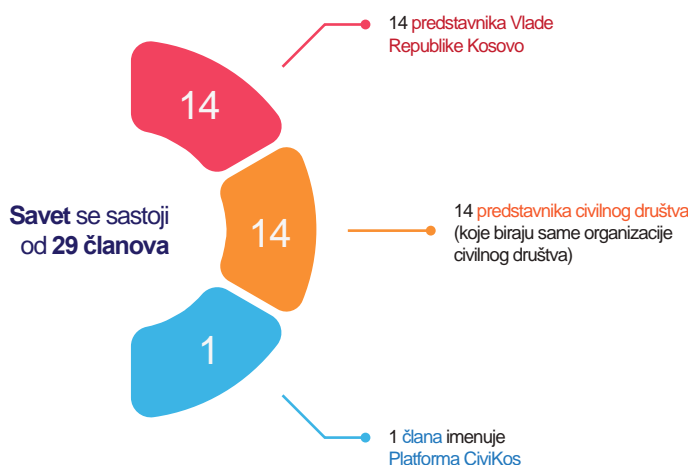 14 predstavnika Vlade
Republike Kosovo
14
Savet se sastoji
od 29 članova
14
14 predstavnika civilnog društva
(koje biraju same organizacije
civilnog društva)
1
1 člana imenuje
Platforma CiviKos